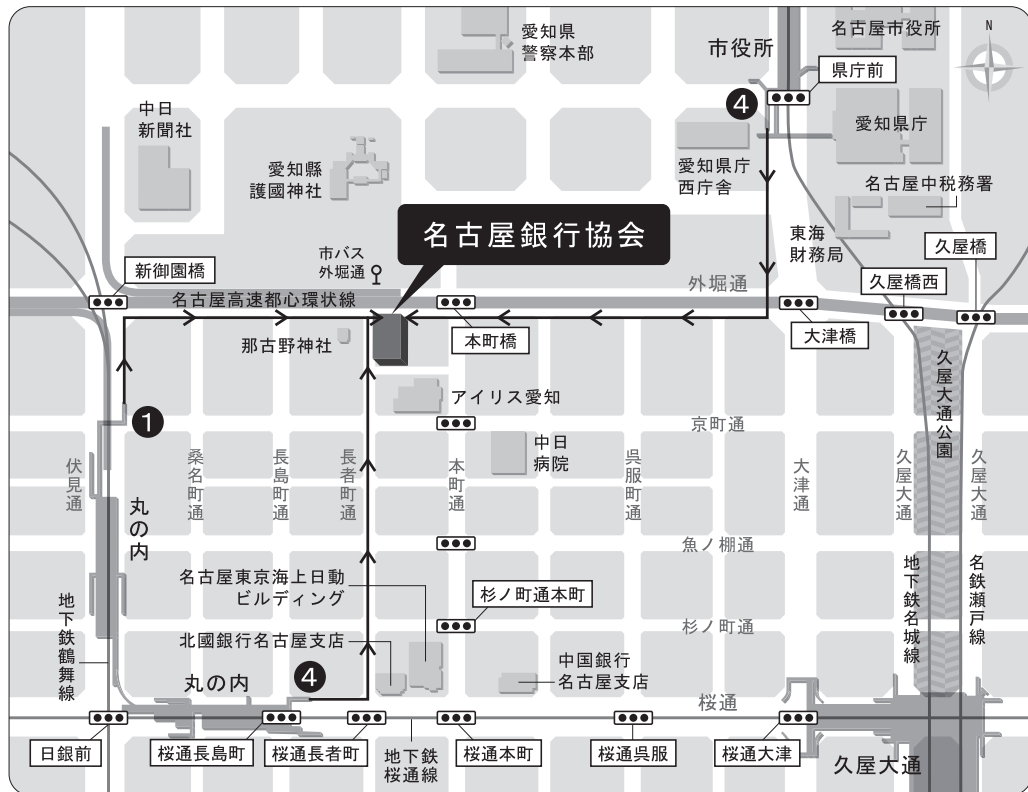 愛知県
警察本部
市役所
名古屋市役所
N
県庁前
4
中日
新聞社
愛知県庁
愛知縣
護國神社
愛知県庁
西庁舎
名古屋中税務署
名古屋銀行協会
東海
財務局
久屋橋
市バス
外堀通
新御園橋
外堀通
久屋橋西
名古屋高速都心環状線
本町橋
大津橋
那古野神社
久屋大通公園
アイリス愛知
1
京町通
中日
病院
伏見通
桑名町通
長島町通
長者町通
本町通
呉服町通
大津通
久屋大通
久屋大通
丸の内
魚ノ棚通
地下鉄名城線
名鉄瀬戸線
名古屋東京海上日動
ビルディング
杉ノ町通本町
地下鉄鶴舞線
杉ノ町通
北國銀行名古屋支店
中国銀行
名古屋支店
丸の内
4
桜通
日銀前
桜通長島町
桜通長者町
地下鉄
桜通線
桜通本町
桜通呉服
桜通大津
久屋大通